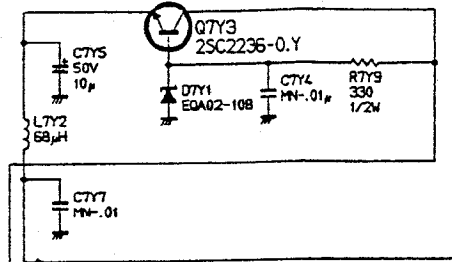 Q7Y3
2SC2236-O.Y
C7Y5
50V
10μ
+
D7Y1
EQA02-10B
C7Y4
MN-.01μ
R7Y9
330
1/2W
L7Y2
68μH
C7Y7
MN-.01